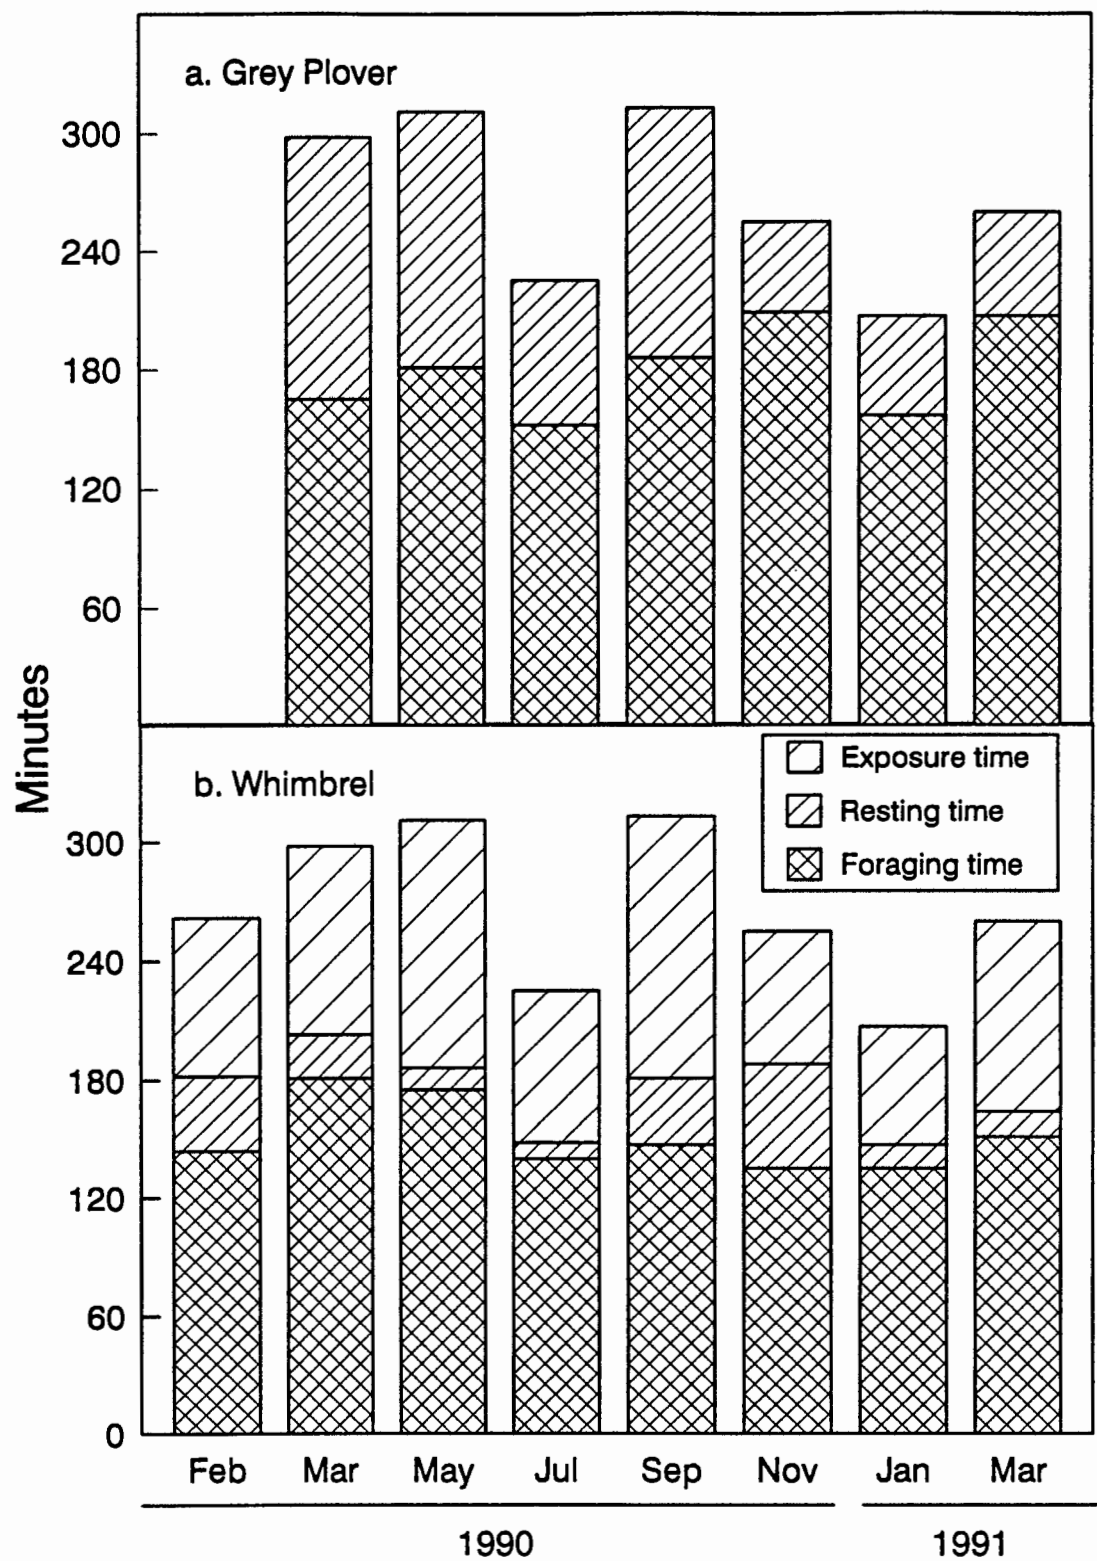 a. Grey Plover
300
240
180
120
60
Minutes
b. Whimbrel
Exposure time
Resting time
Foraging time
300
240
180
120
60
0
Feb Mar May Jul Sep Nov Jan Mar
1990 1991